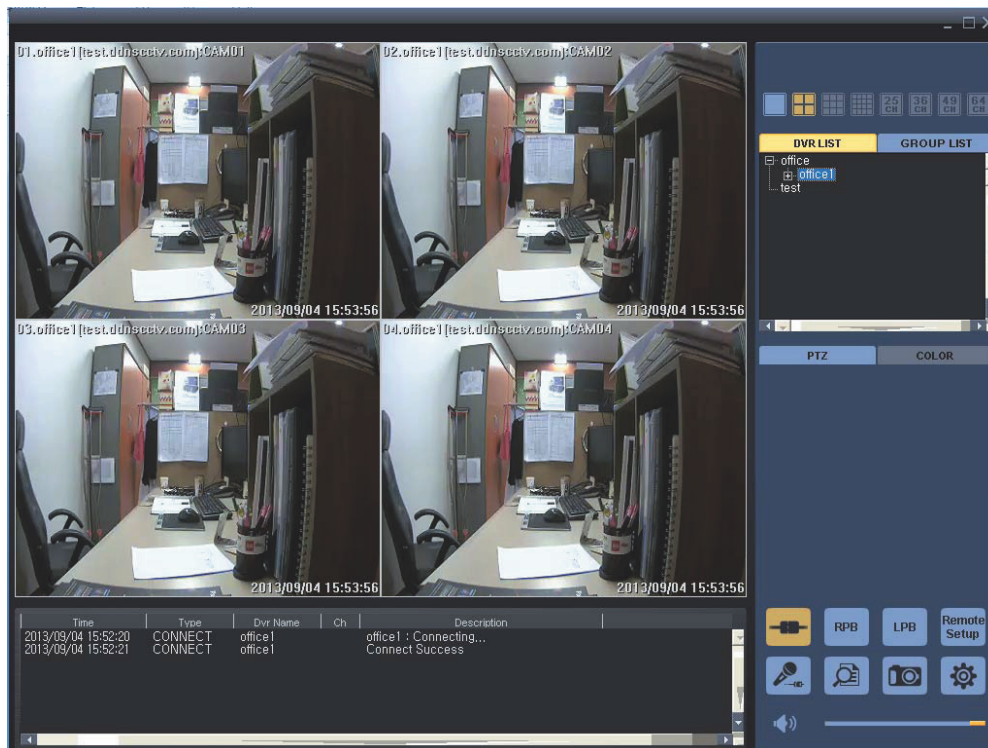 01.office1[test.ddnscctv.com]:CAM01
02.office1[test.ddnscctv.com]:CAM02
2013/09/04 15:53:56
2013/09/04 15:53:56
03.office1[test.ddnscctv.com]:CAM03
04.office1[test.ddnscctv.com]:CAM04
2013/09/04 15:53:56
2013/09/04 15:53:56
Time Type Dvr Name Ch Description
2013/09/04 15:52:20 CONNECT office1 office1 : Connecting...
2013/09/04 15:52:21 CONNECT office1 Connect Success
25 CH 36 CH 49 CH 64 CH
DVR LIST GROUP LIST
office
office1
test
PTZ COLOR
RPB LPB Remote Setup